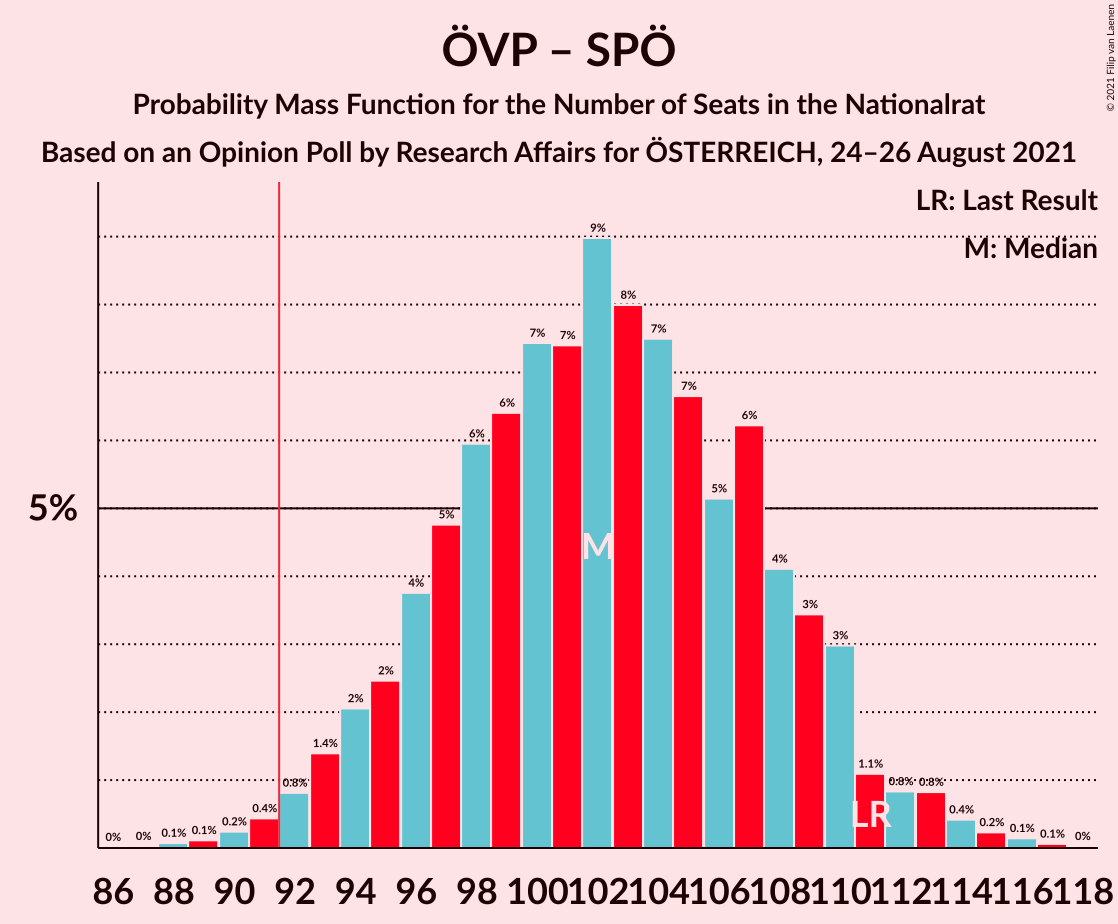 ÖVP – SPÖ
Probability Mass Function for the Number of Seats in the Nationalrat
Based on an Opinion Poll by Research Affairs for ÖSTERREICH, 24–26 August 2021
© 2021 Filip van Laenen
LR: Last Result
M: Median
5%
0% 0% 0.1% 0.1% 0.2% 0.4% 0.8% 1.4% 2% 2% 4% 5% 6% 6% 7% 7% 9% 8% 7% 7% 5% 6% 4% 3% 3% 1.1% 0.8% 0.8% 0.4% 0.2% 0.1% 0.1% 0%
M
LR
86 88 90 92 94 96 98 100 102 104 106 108 110 112 114 116 118